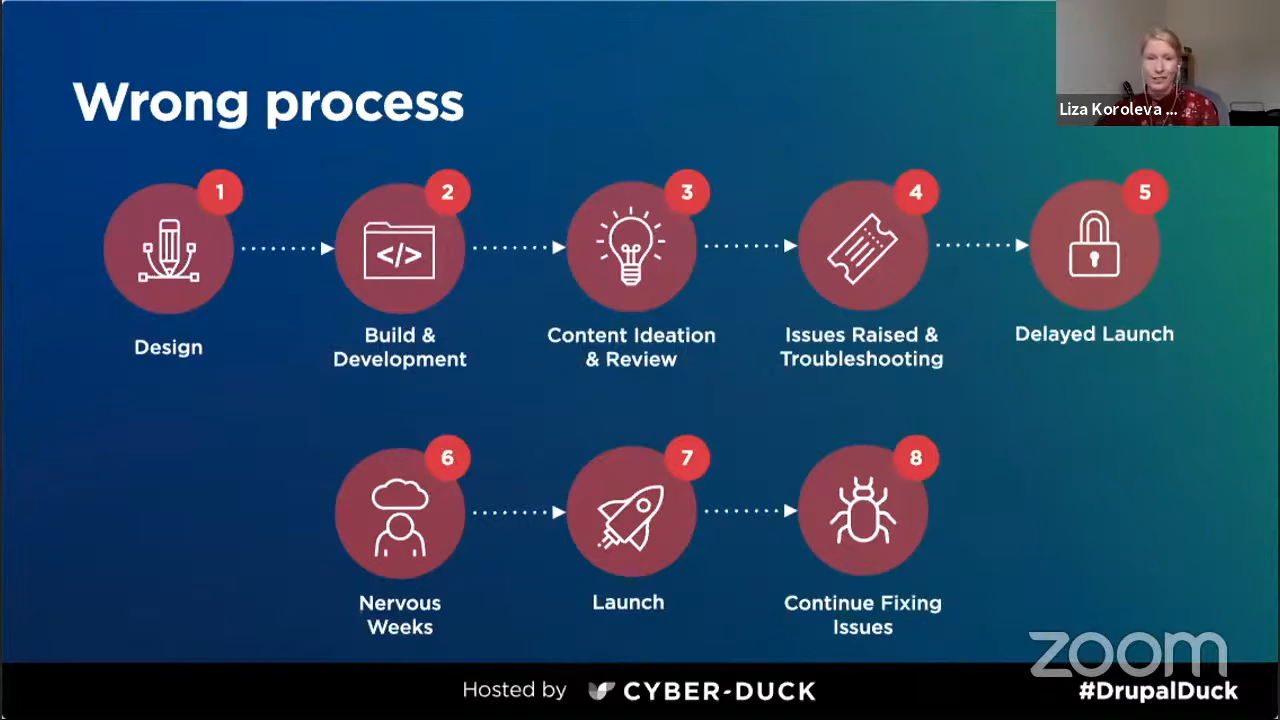 Wrong process
Liza Koroleva ...
1
2
3
4
5
</>
Design
Build &
Development
Content Ideation
& Review
Issues Raised &
Troubleshooting
Delayed Launch
6
7
8
Nervous
Weeks
Launch
Continue Fixing
Issues
zoom
Hosted by CYBER-DUCK
#DrupalDuck